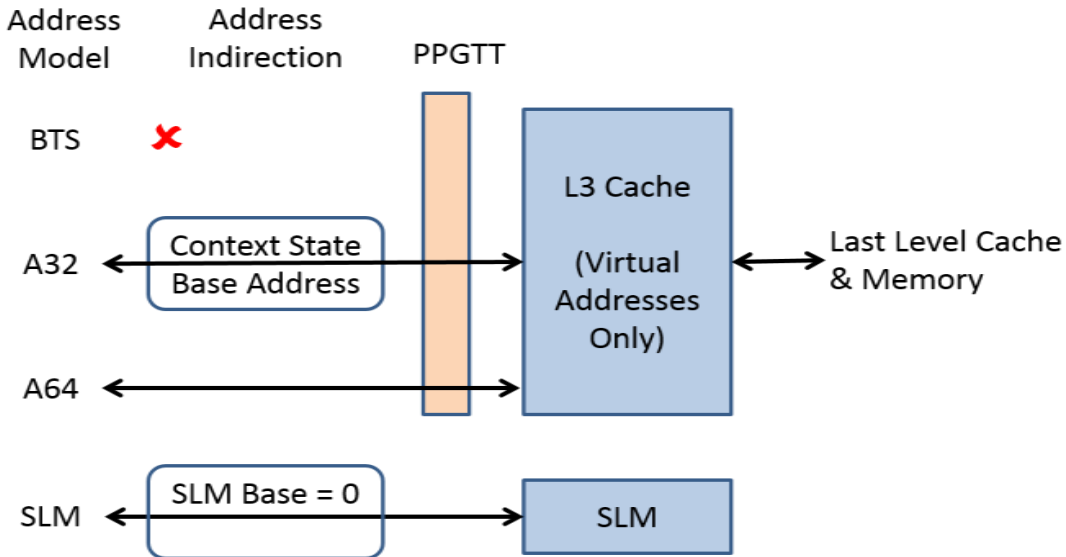 Address
Model
Address
Indirection
PPGTT
BTS
A32
Context State
Base Address
L3 Cache
(Virtual
Addresses
Only)
Last Level Cache
& Memory
A64
SLM
SLM Base = 0
SLM